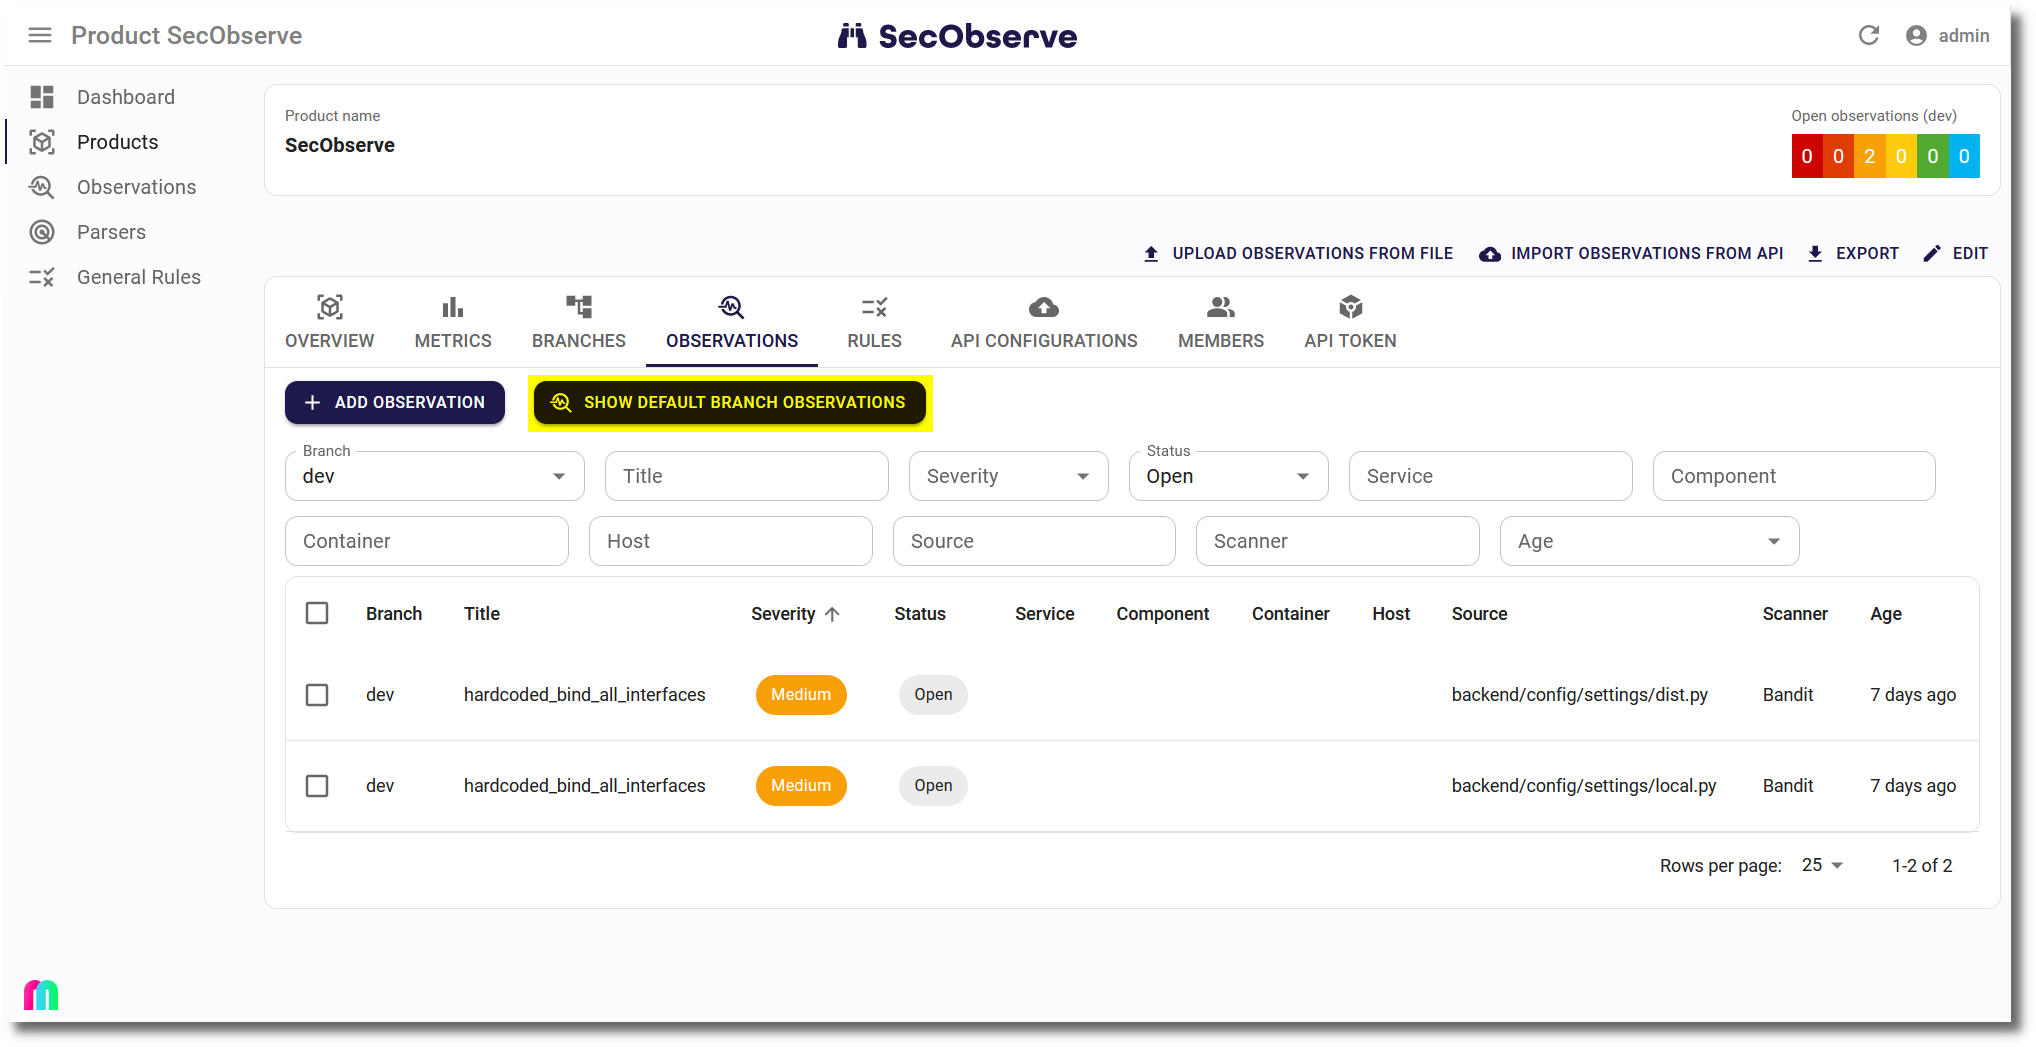 Product SecObserve
SecObserve
admin
Dashboard
Products
Observations
Parsers
General Rules
Product name
SecObserve
Open observations (dev)
0 0 2 0 0 0
UPLOAD OBSERVATIONS FROM FILE IMPORT OBSERVATIONS FROM API EXPORT EDIT
OVERVIEW METRICS BRANCHES OBSERVATIONS RULES API CONFIGURATIONS MEMBERS API TOKEN
ADD OBSERVATION SHOW DEFAULT BRANCH OBSERVATIONS
Branch Status
dev Title Severity Open Service Component
Container Host Source Scanner Age
Branch Title Severity Status Service Component Container Host Source Scanner Age
dev hardcoded_bind_all_interfaces Medium Open backend/config/settings/dist.py Bandit 7 days ago
dev hardcoded_bind_all_interfaces Medium Open backend/config/settings/local.py Bandit 7 days ago
Rows per page: 25 1-2 of 2